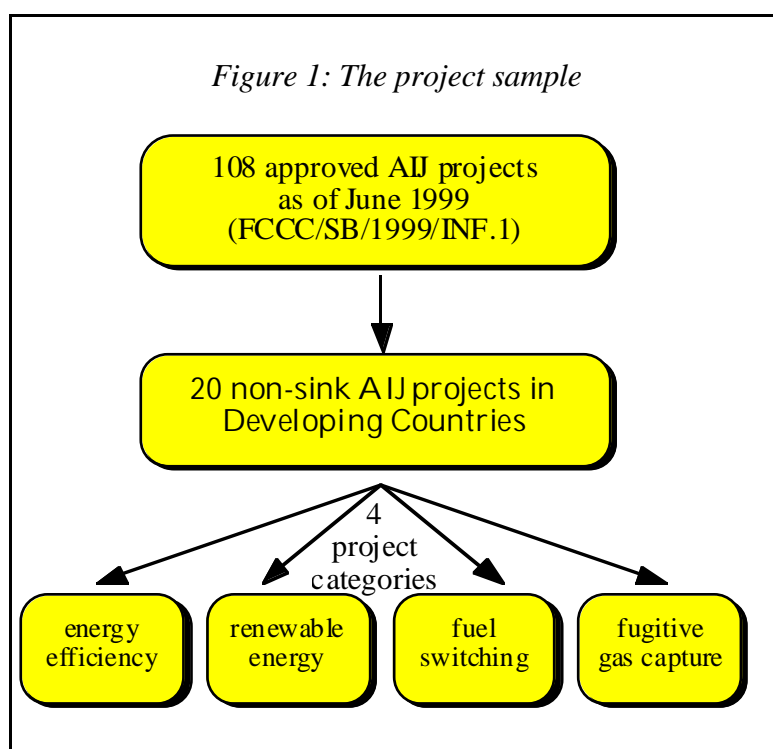 Figure 1: The project sample
108 approved AIJ projects
as of June 1999
(FCCC/SB/1999/INF.1)
20 non-sink AIJ projects in
Developing Countries
4
project
categories
energy
efficiency
renewable
energy
fuel
switching
fugitive
gas capture